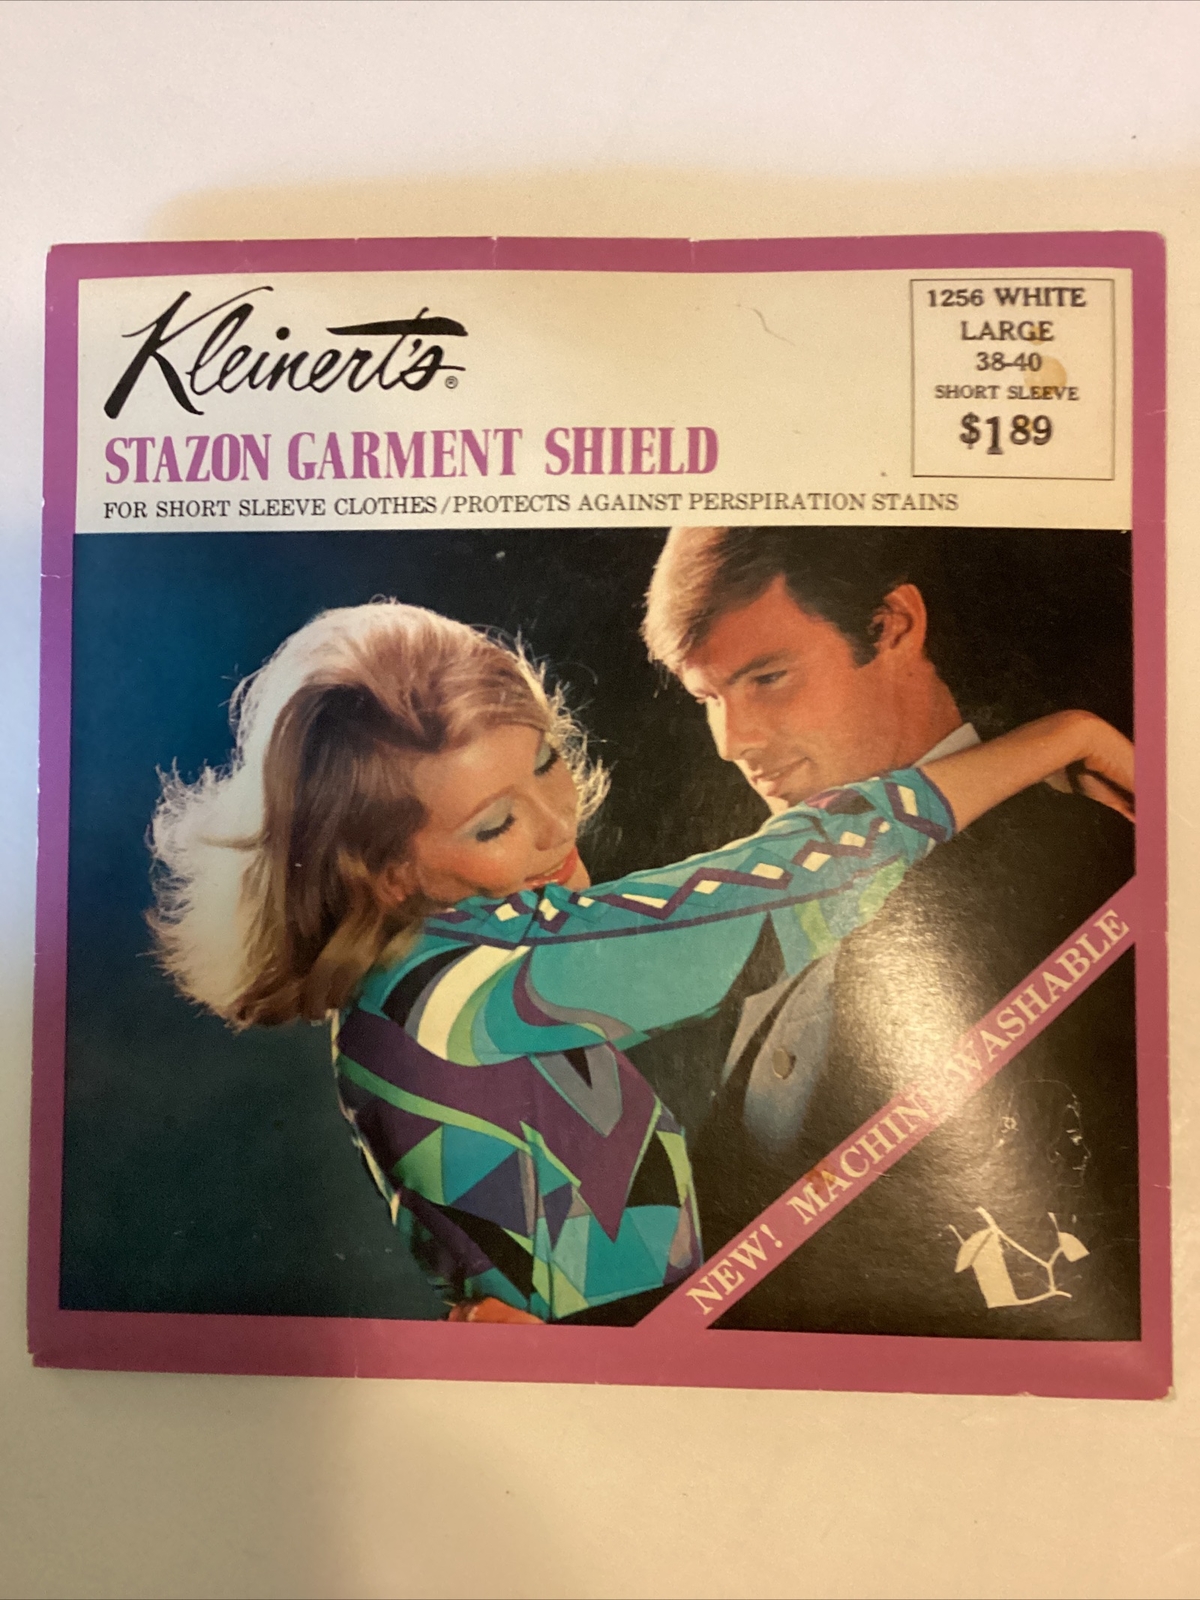 Kleinert's®
STAZON GARMENT SHIELD
FOR SHORT SLEEVE CLOTHES/PROTECTS AGAINST PERSPIRATION STAINS
1256 WHITE
LARGE
38-40
SHORT SLEEVE
$1.89
NEW! MACHINE WASHABLE